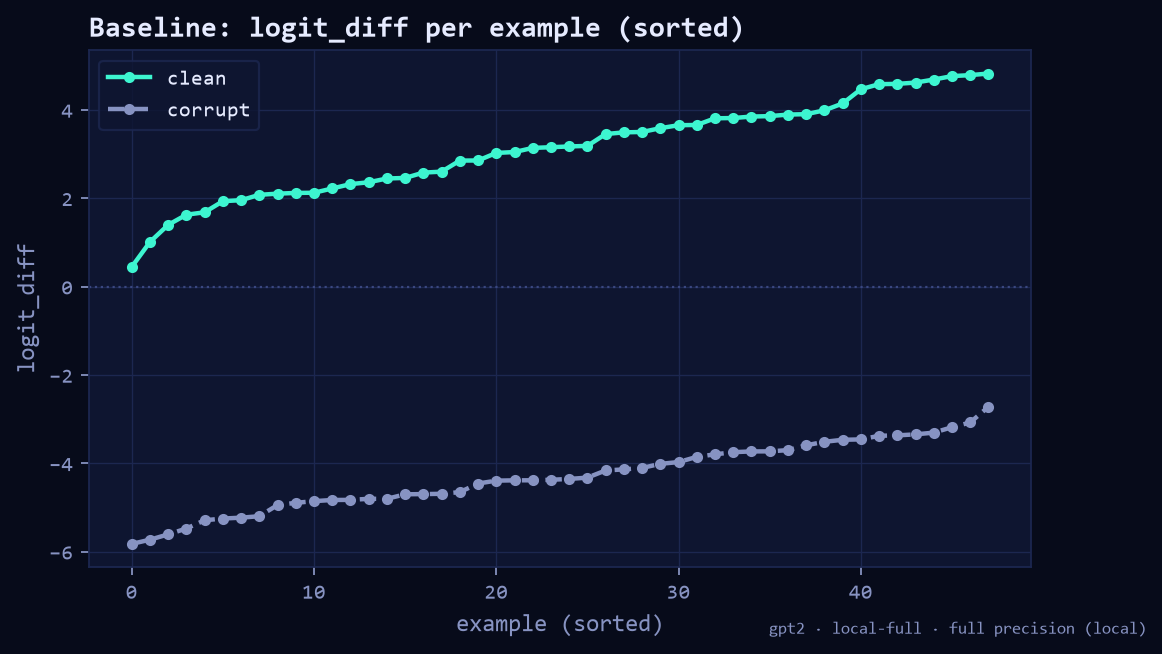 Baseline: logit_diff per example (sorted)
clean
corrupt
4
2
0
−2
−4
−6
logit_diff
0 10 20 30 40
example (sorted)
gpt2 · local-full · full precision (local)